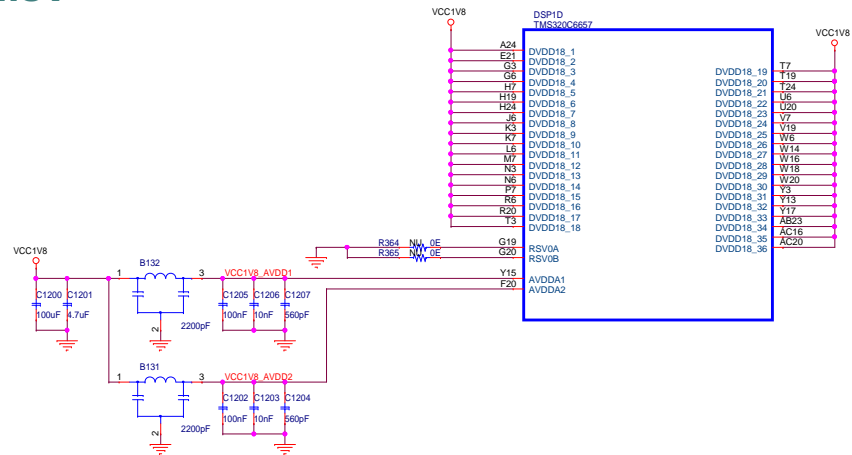 VCC1V8
DSP1D
TMS320C6657
VCC1V8
A24 DVDD18_1
E21 DVDD18_2
G3 DVDD18_3
G6 DVDD18_4
H7 DVDD18_5
H19 DVDD18_6
H24 DVDD18_7
J6 DVDD18_8
K3 DVDD18_9
K7 DVDD18_10
L6 DVDD18_11
M7 DVDD18_12
N3 DVDD18_13
N6 DVDD18_14
P7 DVDD18_15
R6 DVDD18_16
R20 DVDD18_17
T3 DVDD18_18
DVDD18_19 T7
DVDD18_20 T19
DVDD18_21 T24
DVDD18_22 U6
DVDD18_23 U20
DVDD18_24 V7
DVDD18_25 V19
DVDD18_26 W6
DVDD18_27 W14
DVDD18_28 W16
DVDD18_29 W18
DVDD18_30 W20
DVDD18_31 Y3
DVDD18_32 Y13
DVDD18_33 Y17
DVDD18_34 AB23
DVDD18_35 AC16
DVDD18_36 AC20
R364 NU 0E G19 RSV0A
R365 NU 0E G20 RSV0B
Y15 AVDDA1
F20 AVDDA2
VCC1V8
B132
1 3 VCC1V8_AVDD1
2
2200pF
C1200 C1201
100uF 4.7uF
C1205 C1206 C1207
100nF 10nF 560pF
B131
1 3 VCC1V8_AVDD2
2
2200pF
C1202 C1203 C1204
100nF 10nF 560pF